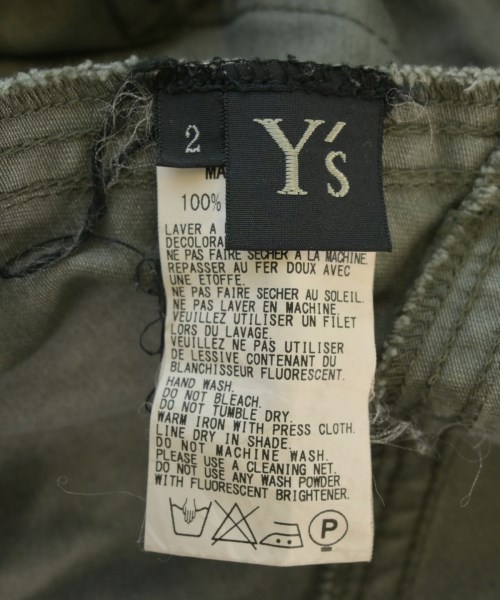 2
Y's
MA
100%
LAVER A
DECOLORA
NE PAS FAIRE SECHER A LA MACHINE.
REPASSER AU FER DOUX AVEC
UNE ETOFFE.
NE PAS FAIRE SECHER AU SOLEIL.
NE PAS LAVER EN MACHINE.
VEUILLEZ UTILISER UN FILET
LORS DU LAVAGE.
VEUILLEZ NE PAS UTILISER
DE LESSIVE CONTENANT DU
BLANCHISSEUR FLUORESCENT.
HAND WASH.
DO NOT BLEACH.
DO NOT TUMBLE DRY.
WARM IRON WITH PRESS CLOTH.
LINE DRY IN SHADE.
DO NOT MACHINE WASH.
PLEASE USE A CLEANING NET.
DO NOT USE ANY WASH POWDER
WITH FLUORESCENT BRIGHTENER.
P